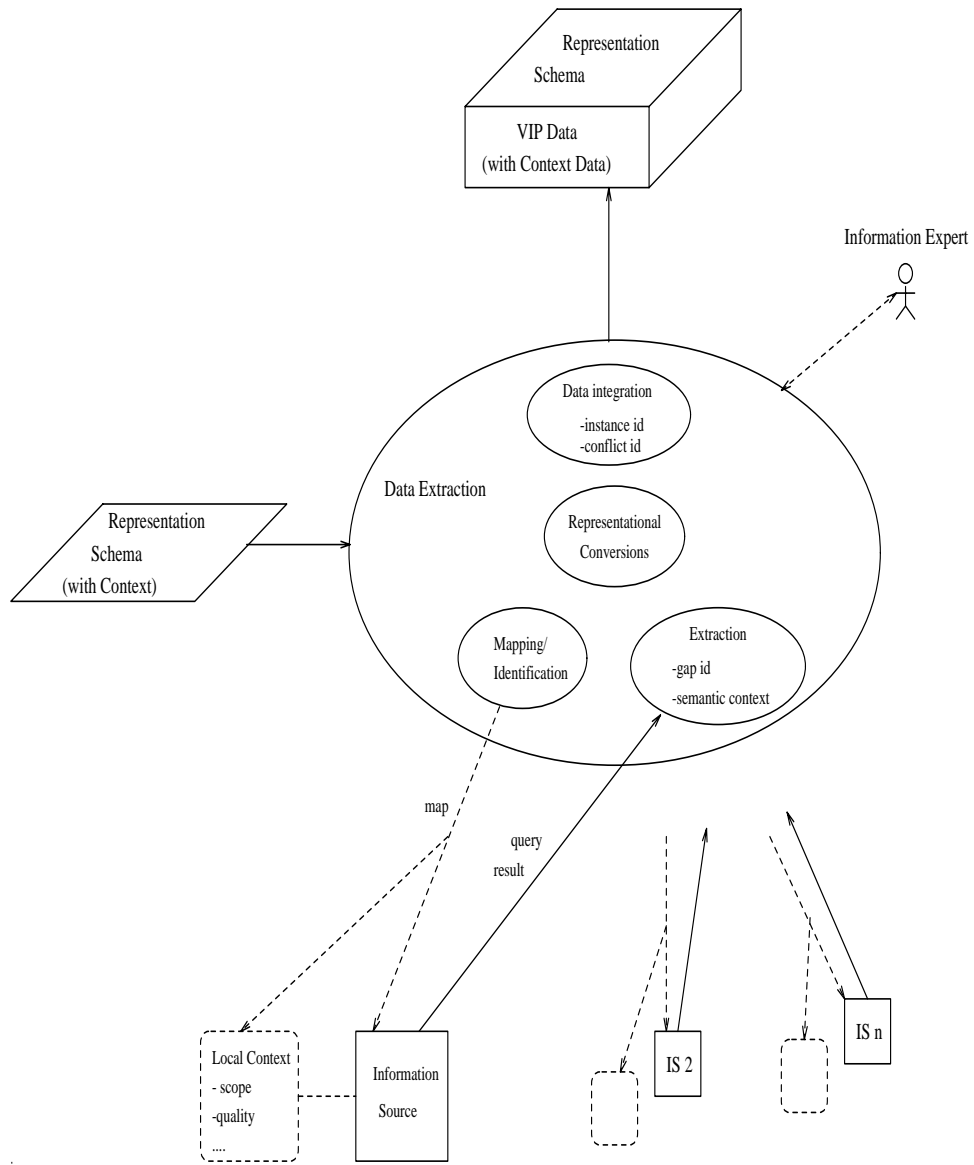 Representation
Schema
VIP Data
(with Context Data)
Information Expert
Data integration
-instance id
-conflict id
Data Extraction
Representational
Conversions
Representation
Schema
(with Context)
Mapping/
Identification
Extraction
-gap id
-semantic context
map
query
result
Local Context
- scope
-quality
....
Information
Source
IS 2
IS n